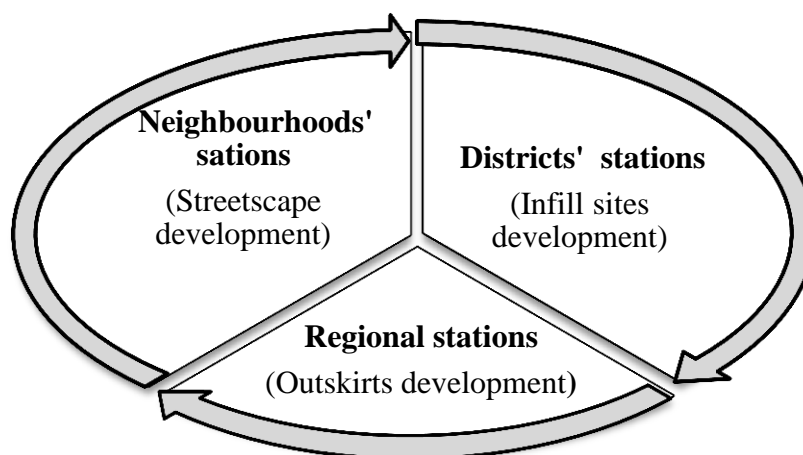 Neighbourhoods'
sations
(Streetscape
development)
Districts' stations
(Infill sites
development)
Regional stations
(Outskirts development)